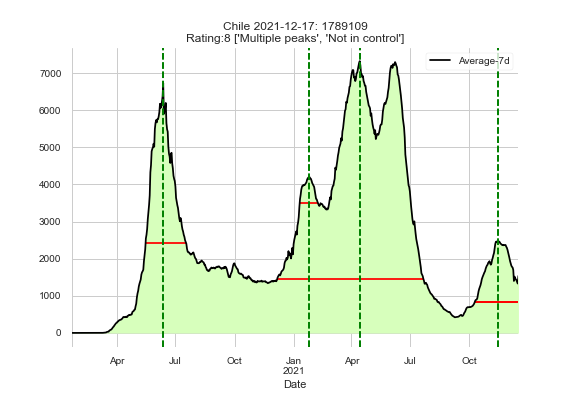 Chile 2021-12-17: 1789109
Rating:8 ['Multiple peaks', 'Not in control']
Average-7d
7000
6000
5000
4000
3000
2000
1000
0
Apr Jul Oct Jan Apr Jul Oct
2021
Date